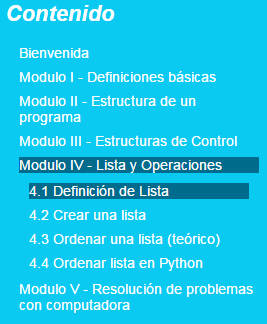 Contenido
Bienvenida
Modulo I - Definiciones básicas
Modulo II - Estructura de un
programa
Modulo III - Estructuras de Control
Modulo IV - Lista y Operaciones
4.1 Definición de Lista
4.2 Crear una lista
4.3 Ordenar una lista (teórico)
4.4 Ordenar lista en Python
Modulo V - Resolución de problemas
con computadora